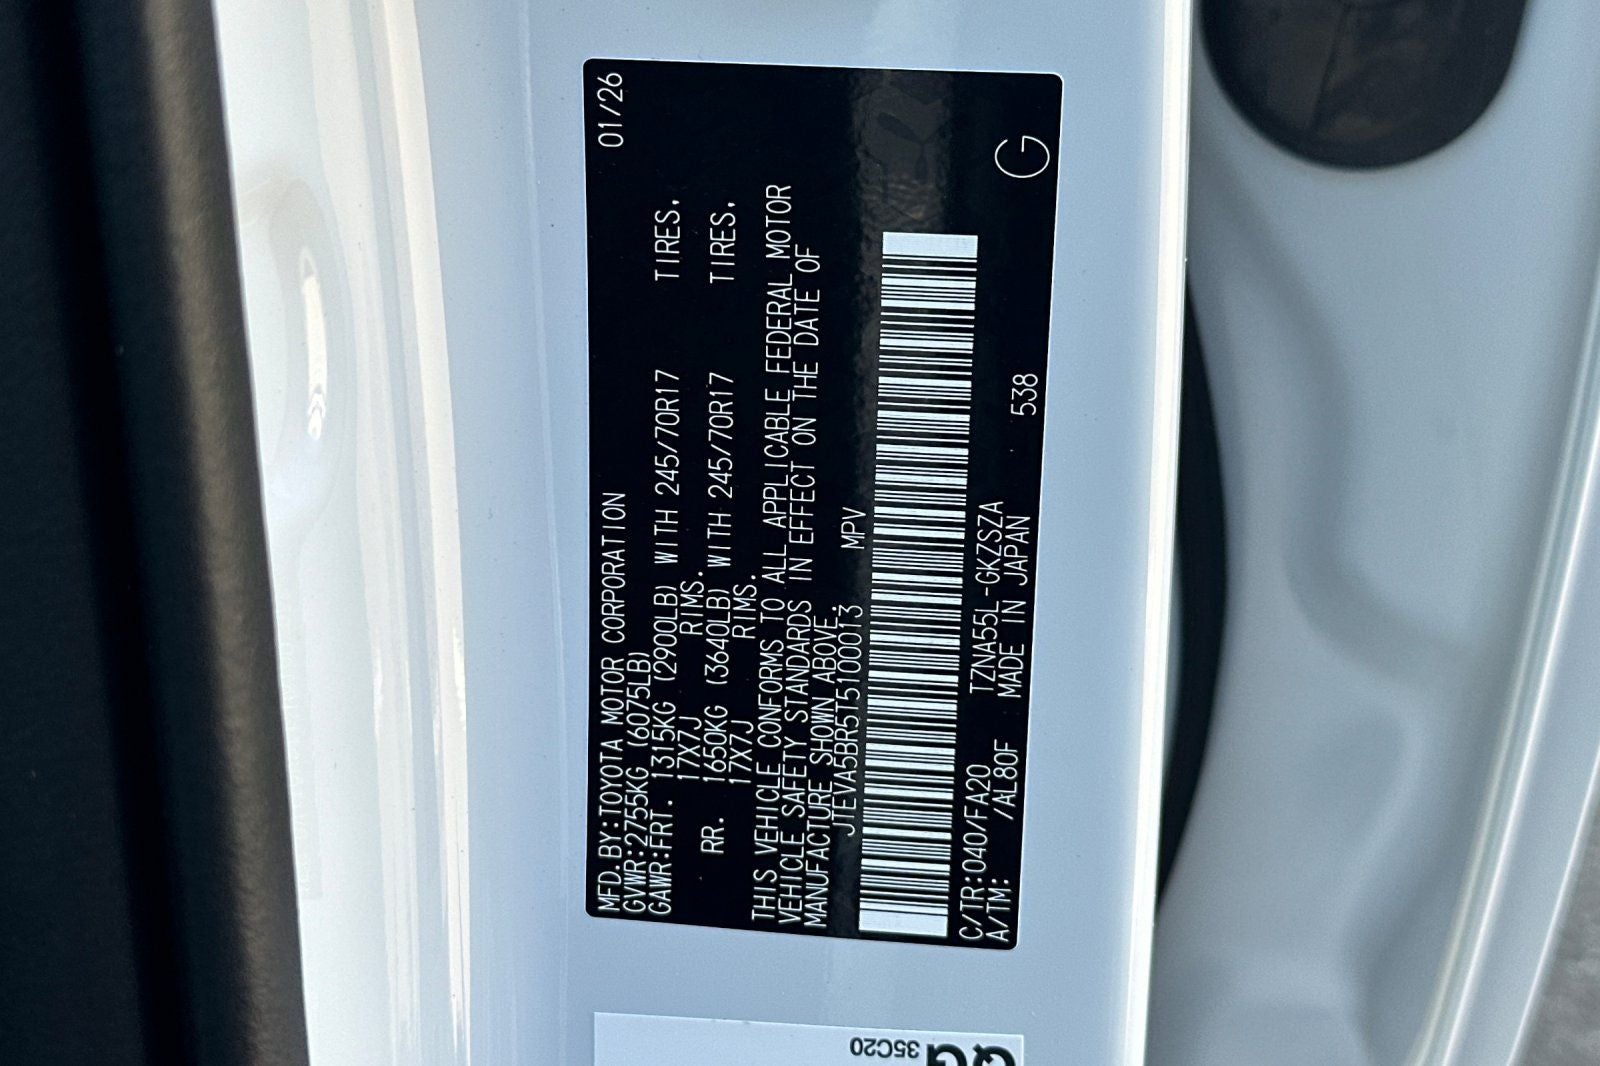 MFD.BY:TOYOTA MOTOR CORPORATION 01/26
GVWR:2755KG (6075LB)
GAWR:FRT. 1315KG (2900LB) WITH 245/70R17 TIRES,
17X7J RIMS.
RR. 1650KG (3640LB) WITH 245/70R17 TIRES,
17X7J RIMS.
THIS VEHICLE CONFORMS TO ALL APPLICABLE FEDERAL MOTOR
VEHICLE SAFETY STANDARDS IN EFFECT ON THE DATE OF
MANUFACTURE SHOWN ABOVE.
JTEVA5BR5T5100013 MPV
C/TR:040/FA20 TZNA55L-GKZSZA
A/TM: /AL80F MADE IN JAPAN 538 G
35C20